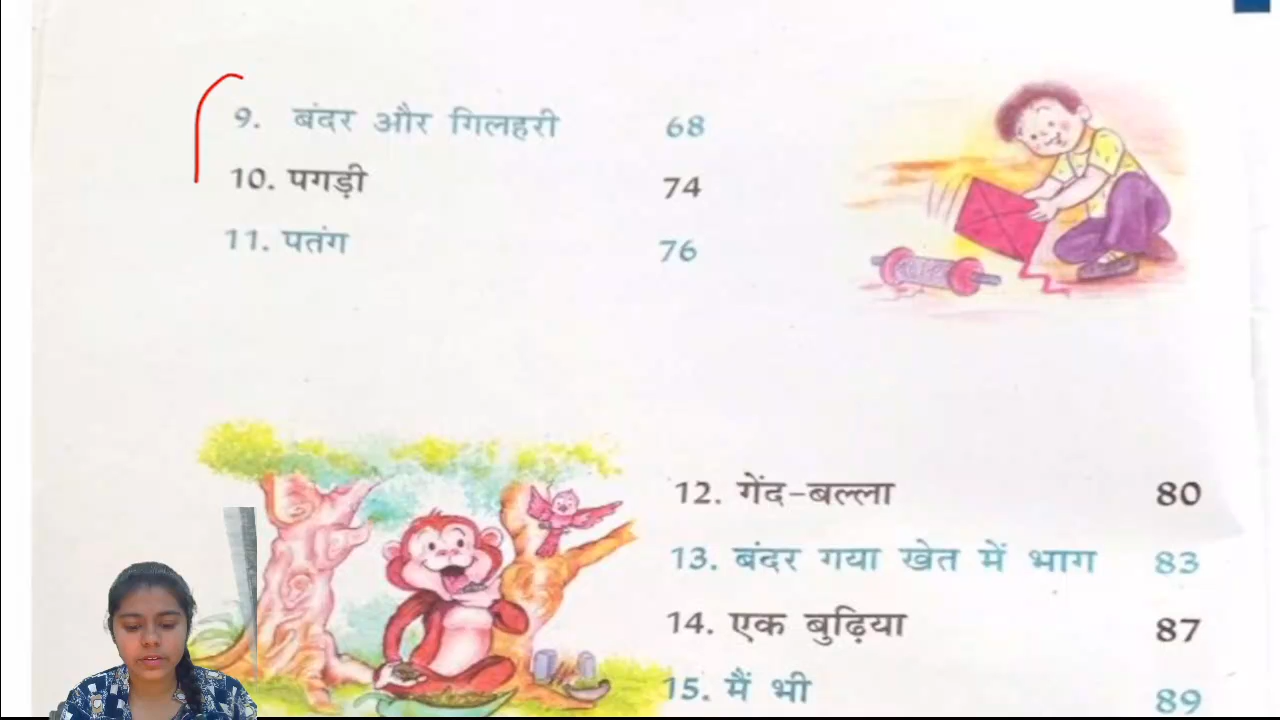 9. बंदर और गिलहरी 68
10. पगड़ी 74
11. पतंग 76
12. गेंद-बल्ला 80
13. बंदर गया खेत में भाग 83
14. एक बुढ़िया 87
15. मैं भी 89